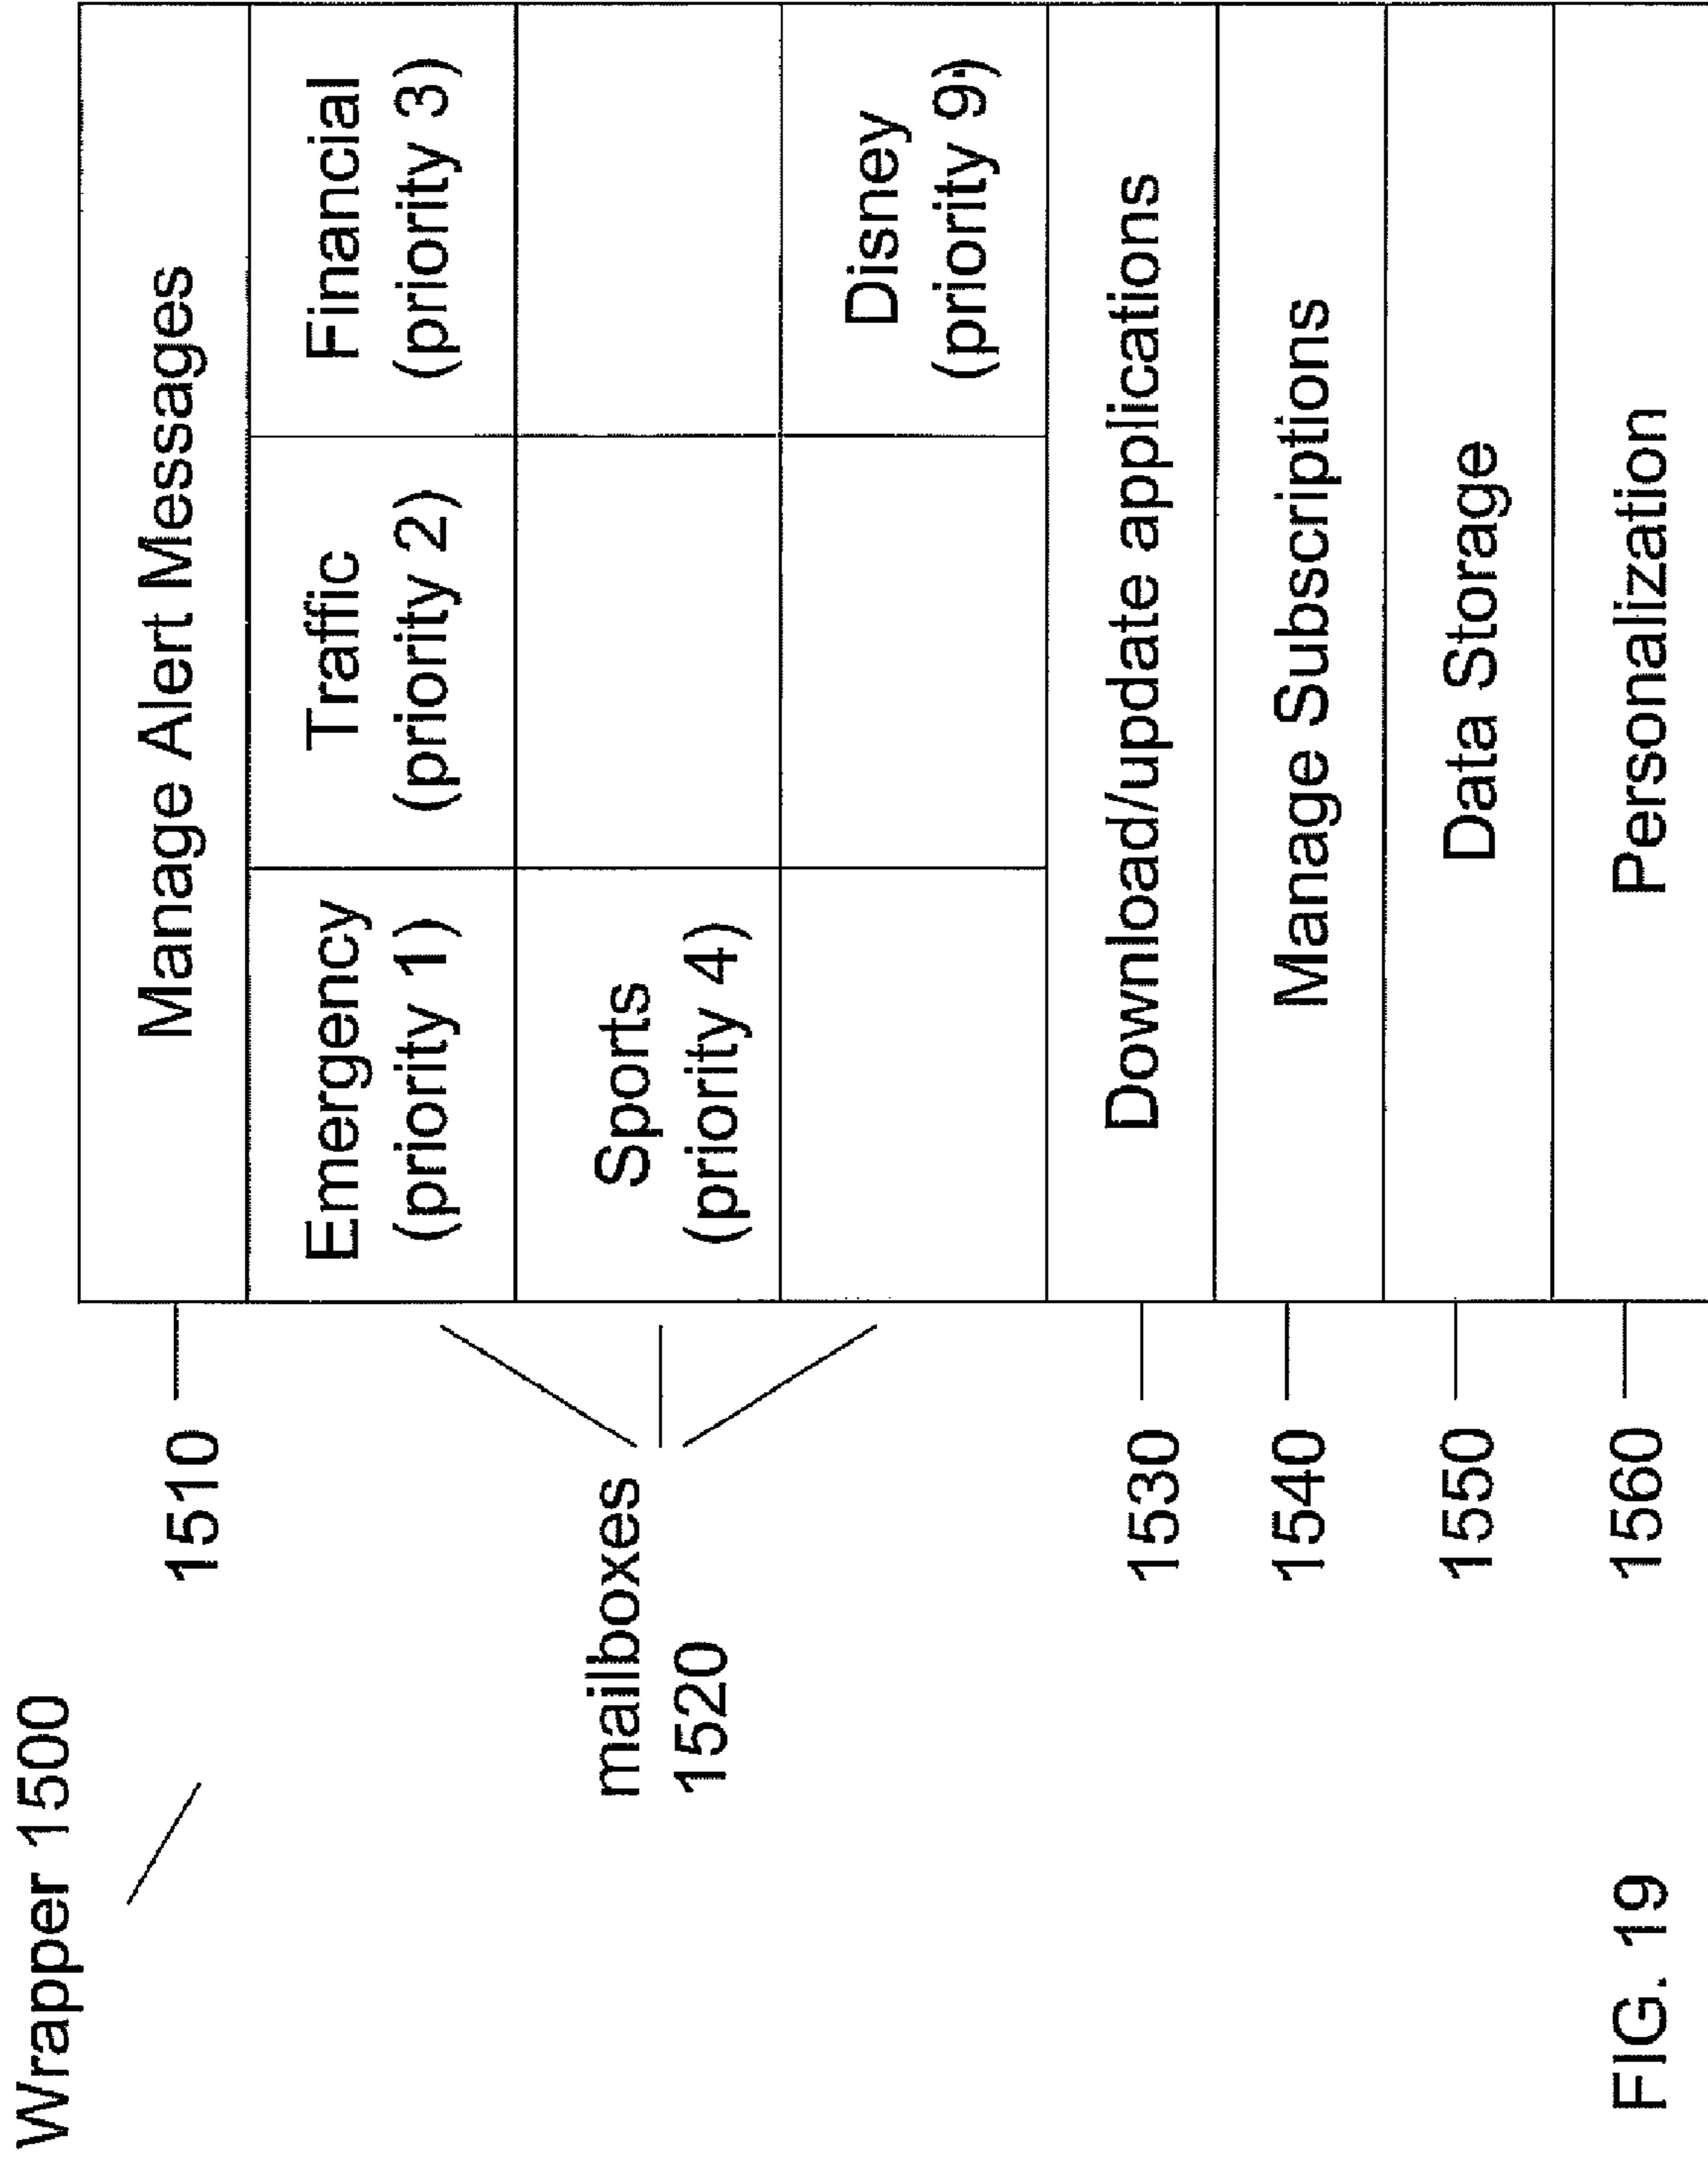 Wrapper 1500
1510
Manage Alert Messages
mailboxes
1520
Emergency
(priority 1)
Traffic
(priority 2)
Financial
(priority 3)
Sports
(priority 4)
Disney
(priority 9)
1530
Download/update applications
1540
Manage Subscriptions
1550
Data Storage
1560
Personalization
FIG. 19